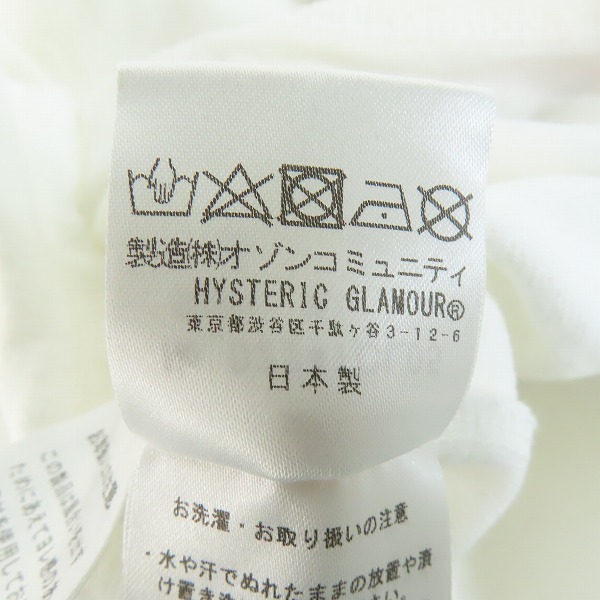 製造(株)オゾンコミュニティ
HYSTERIC GLAMOUR®
東京都渋谷区千駄ヶ谷3-12-6
日本製
お洗濯・お取り扱いの注意
・水や汗でぬれたままの放置や漬
け置き